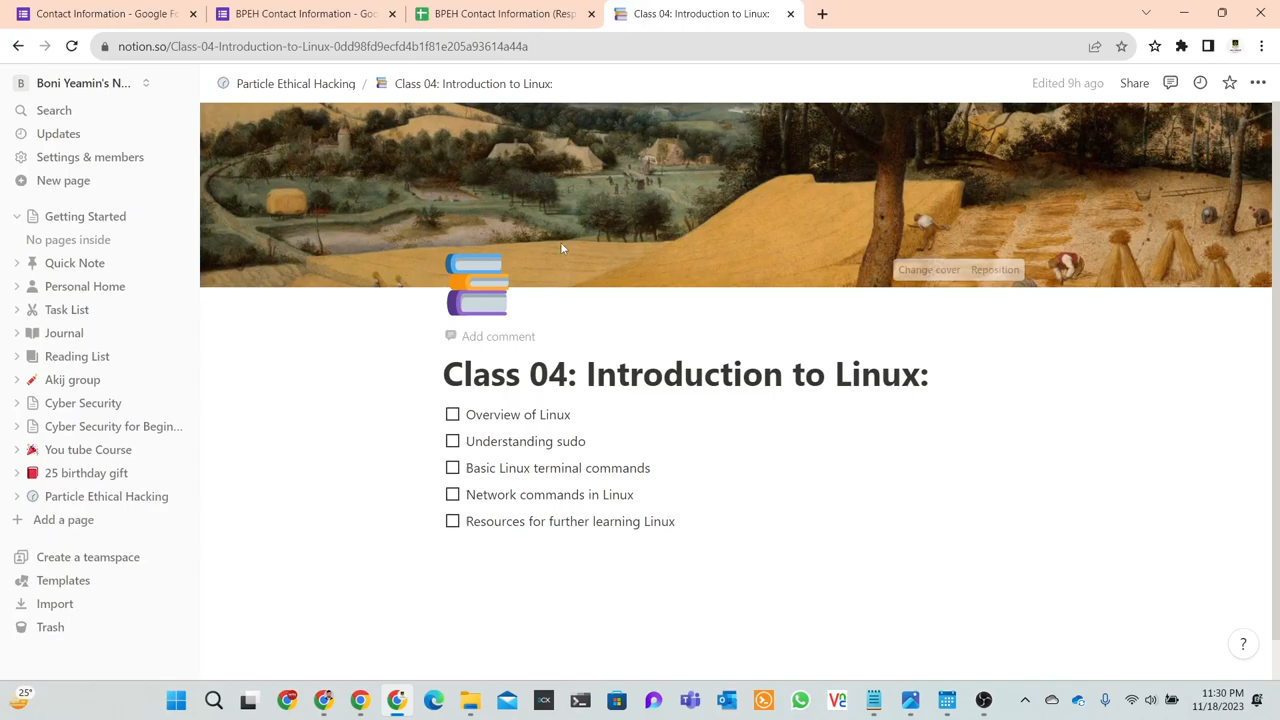 BPEH Contact Information - Google Fo
BPEH Contact Information - Goo
BPEH Contact Information (Resp
Class 04: Introduction to Linux:
notion.so/Class-04-Introduction-to-Linux-0dd98fd9ecfd4b1f81e205a93614a44a
B Boni Yeamin's N...
Particle Ethical Hacking / Class 04: Introduction to Linux:
Edited 9h ago
Share
Search
Updates
Settings & members
New page
Getting Started
No pages inside
Quick Note
Personal Home
Task List
Journal
Reading List
Akij group
Cyber Security
Cyber Security for Begin...
You tube Course
25 birthday gift
Particle Ethical Hacking
Add a page
Create a teamspace
Templates
Import
Trash
Change cover
Reposition
Add comment
Class 04: Introduction to Linux:
Overview of Linux
Understanding sudo
Basic Linux terminal commands
Network commands in Linux
Resources for further learning Linux
?
25°
11:30 PM
11/18/2023